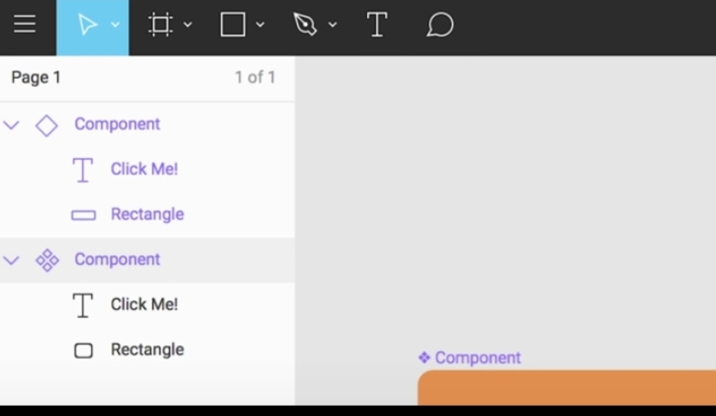 Page 1 1 of 1
Component
Click Me!
Rectangle
Component
Click Me!
Rectangle
Component